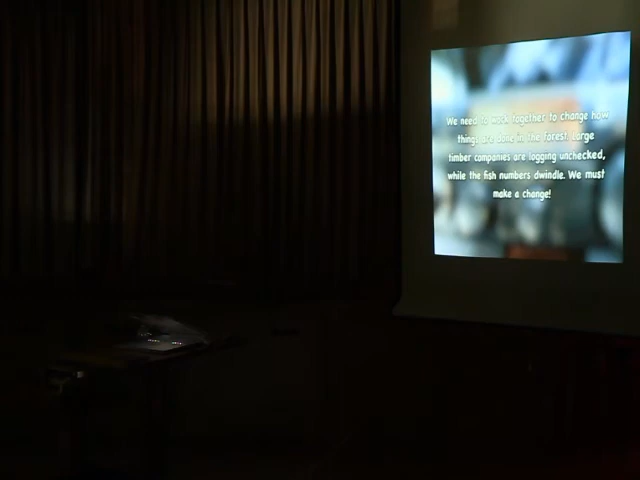 We need to work together to change how
things are done in the forest. Large
timber companies are logging unchecked,
while the fish numbers dwindle. We must
make a change!